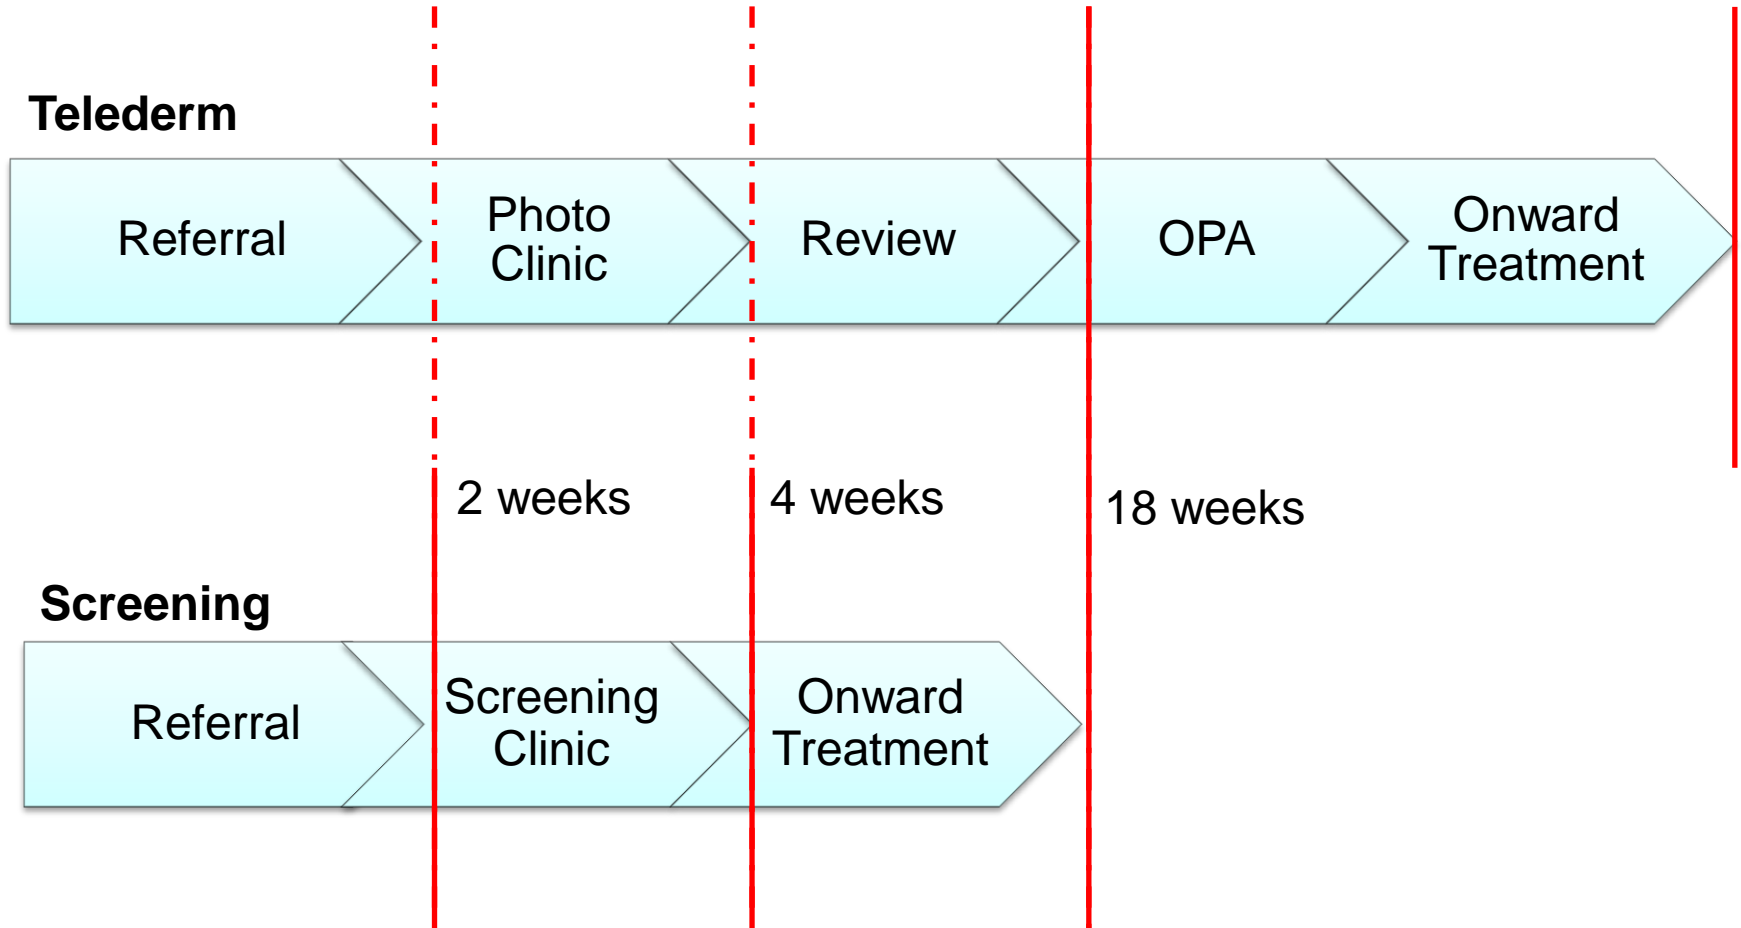 Telederm
Referral
Photo
Clinic
Review
OPA
Onward
Treatment
2 weeks
4 weeks
18 weeks
Screening
Referral
Screening
Clinic
Onward
Treatment